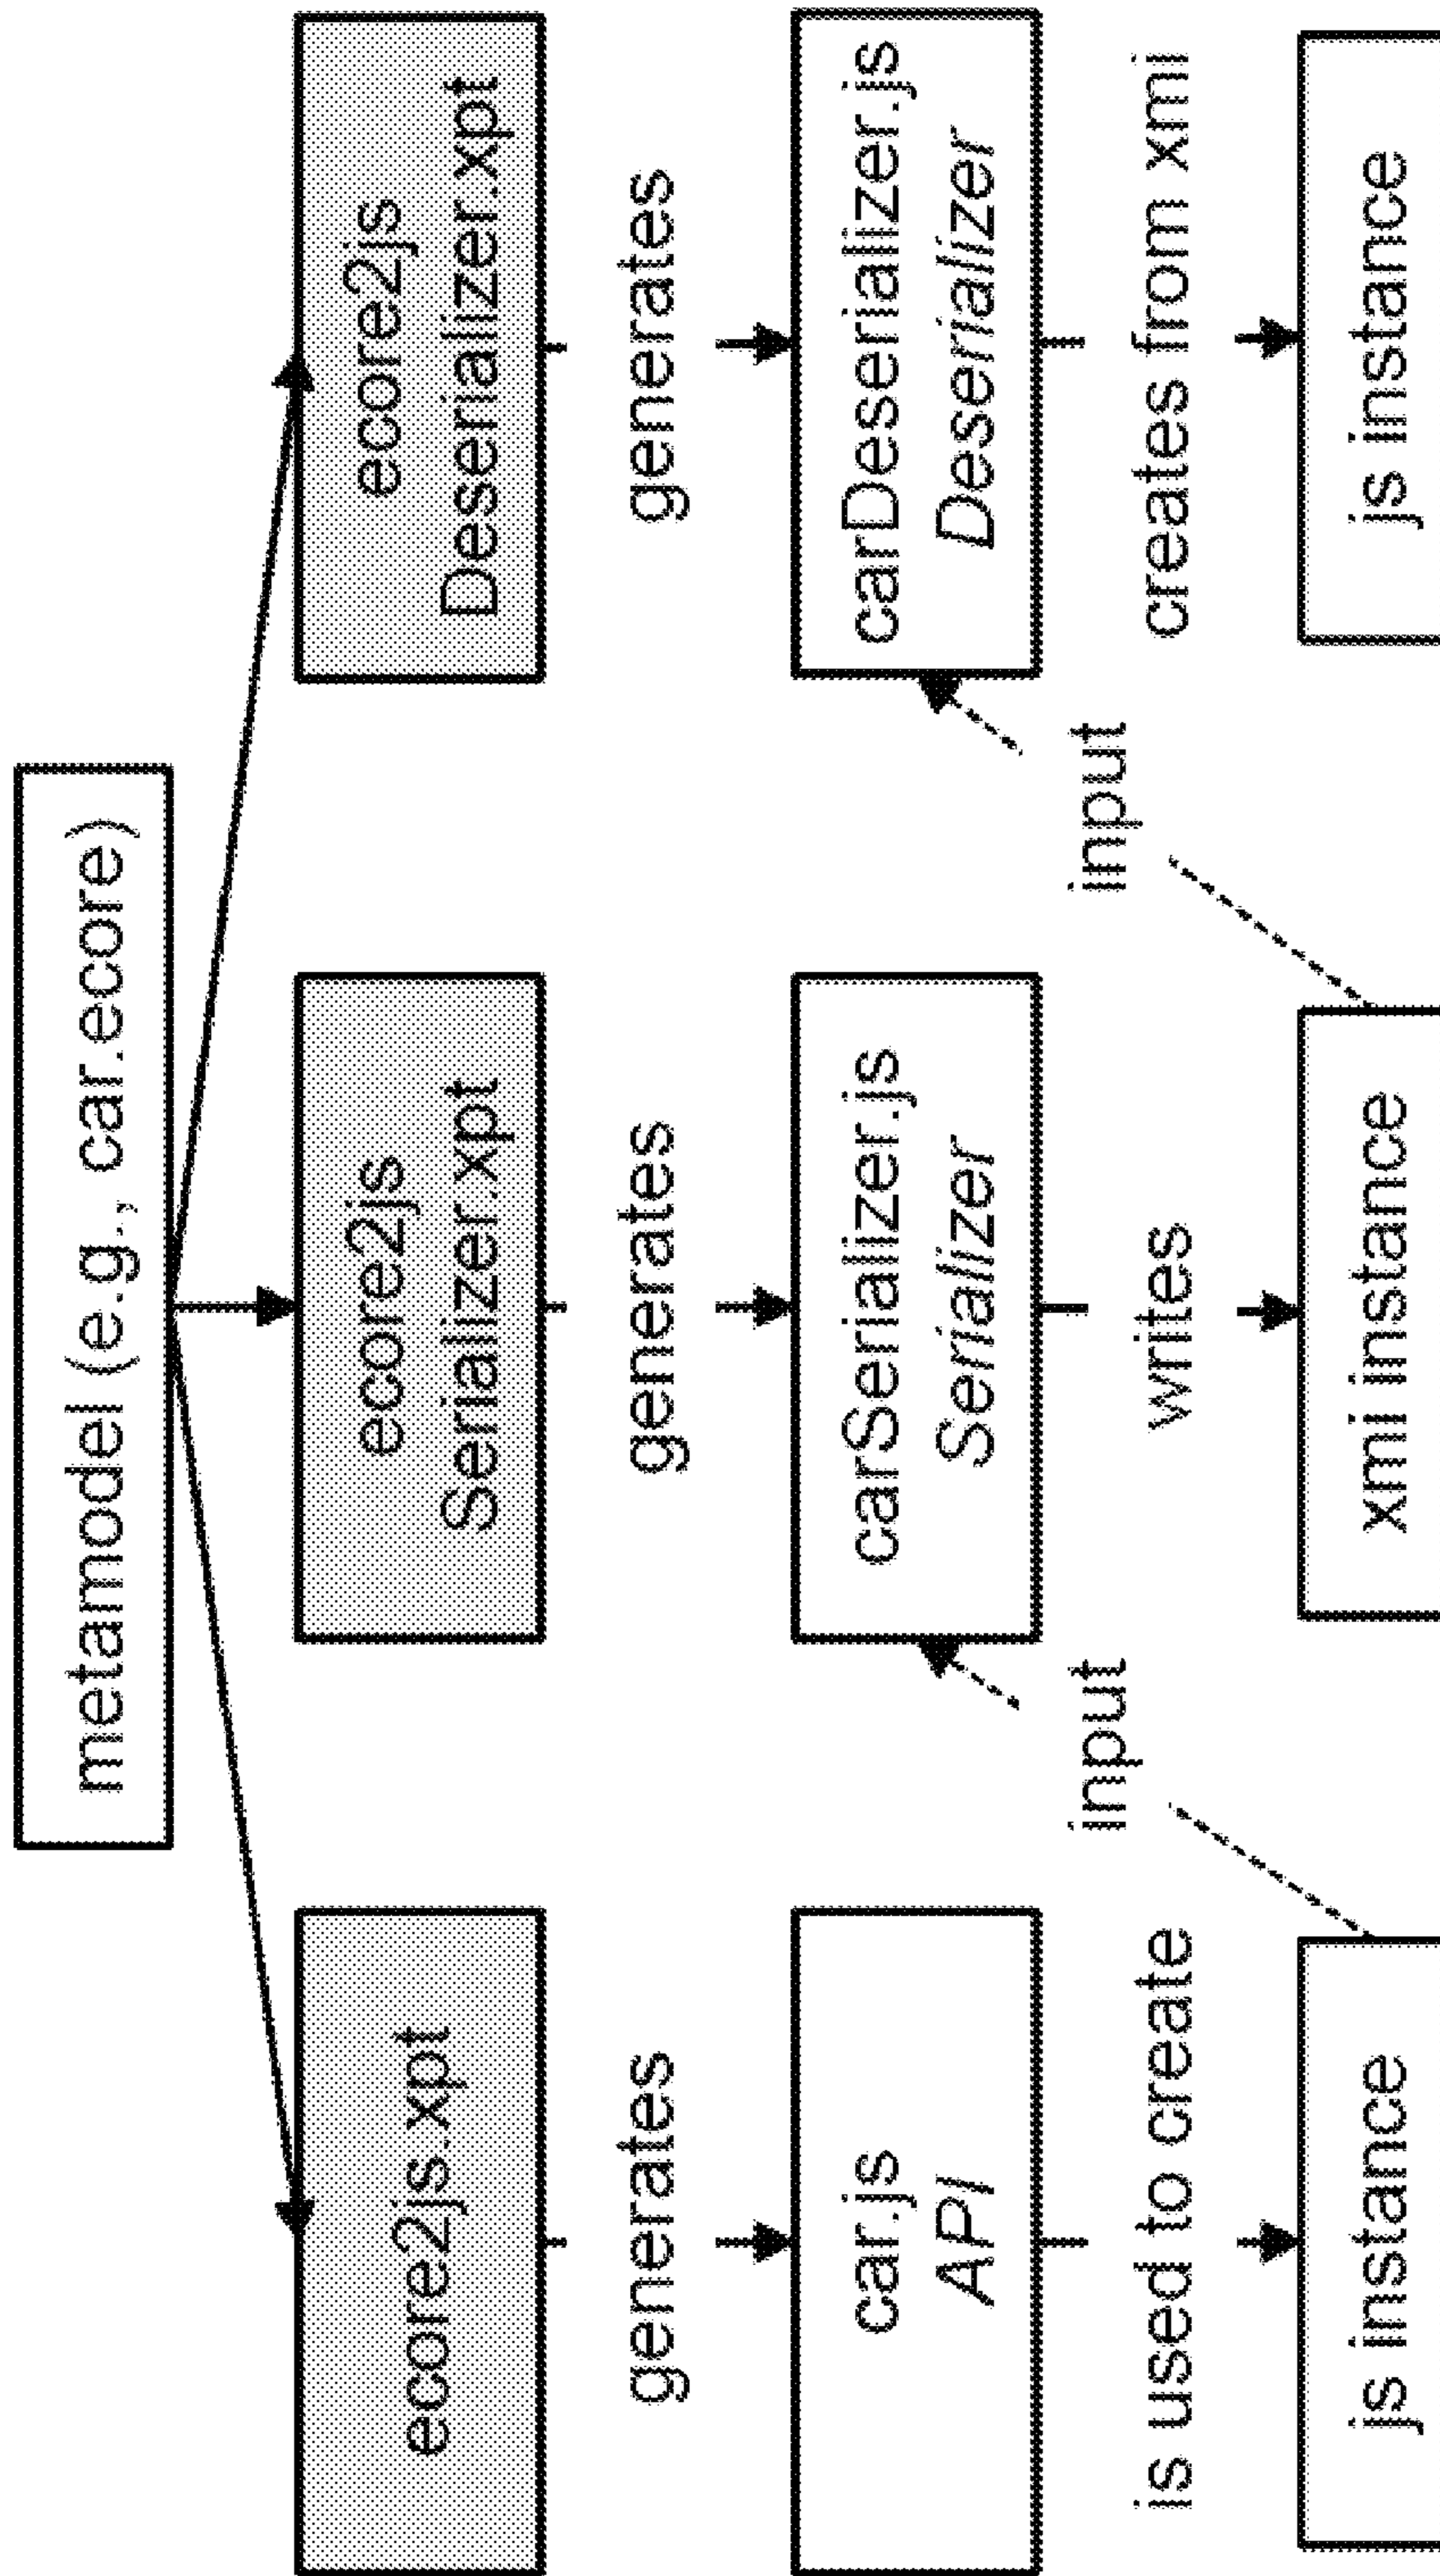 metamodel (e.g., car.ecore)
ecore2js.xpt
ecore2js
Serializer.xpt
ecore2js
Deserializer.xpt
generates
generates
generates
car.js
API
carSerializer.js
Serializer
carDeserializer.js
Deserializer
input
input
is used to create
writes
creates from xmi
js instance
xmi instance
js instance